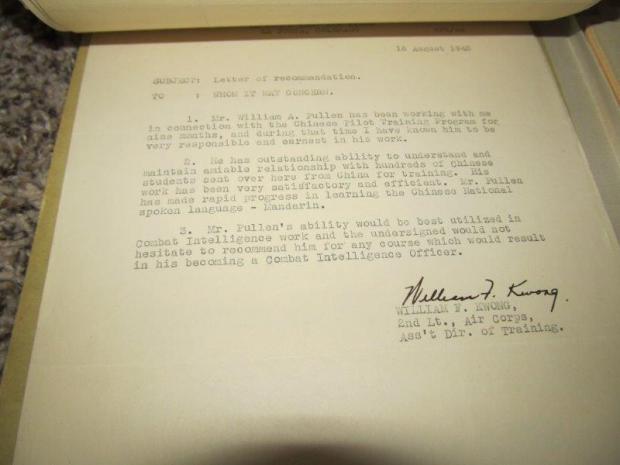 August 194
SUBJECT: Letter of recommendation.
TO : WHOM IT MAY CONCERN.
1. Mr. William A. Pullen has been working with me
in connection with the Chinese Pilot Training Program for
nine months, and during that time I have known him to be
very responsible and earnest in his work.
2. He has outstanding ability to understand and
maintain amiable relationship with hundreds of Chinese
students sent over here from China for training. His
work has been very satisfactory and efficient. Mr. Pullen
has made rapid progress in learning the Chinese National
spoken language - Mandarin.
3. Mr. Pullen's ability would be best utilized in
Combat Intelligence work and the undersigned would not
hesitate to recommend him for any course which would result
in his becoming a Combat Intelligence Officer.
William F. Kwong.
WILLIAM F. KWONG,
2nd Lt., Air Corps,
Ass't Dir. of Training.